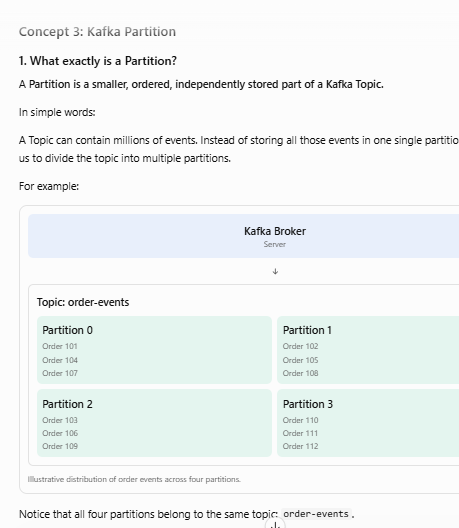 Concept 3: Kafka Partition
1. What exactly is a Partition?
A Partition is a smaller, ordered, independently stored part of a Kafka Topic.
In simple words:
A Topic can contain millions of events. Instead of storing all those events in one single partitio
us to divide the topic into multiple partitions.
For example:
Kafka Broker
Server
↓
Topic: order-events
Partition 0
Order 101
Order 104
Order 107
Partition 1
Order 102
Order 105
Order 108
Partition 2
Order 103
Order 106
Order 109
Partition 3
Order 110
Order 111
Order 112
Illustrative distribution of order events across four partitions.
Notice that all four partitions belong to the same topic: order-events.